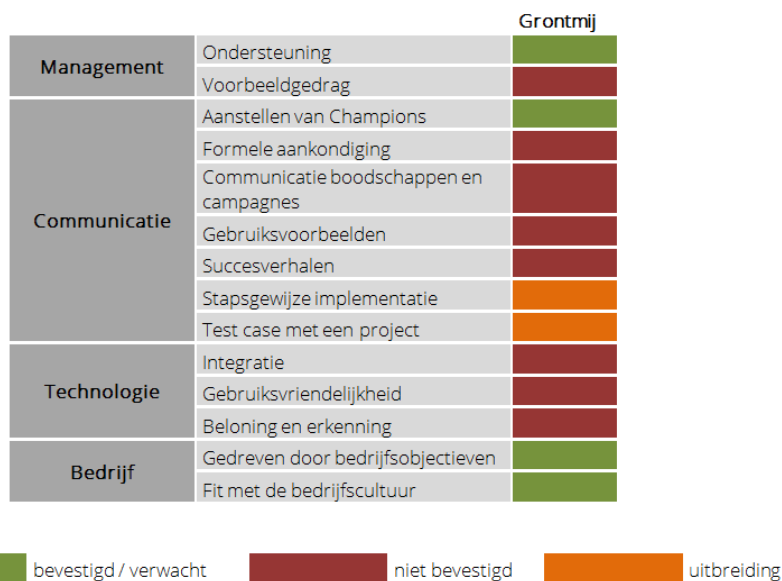 Grontmij
Management
Ondersteuning
Voorbeeldgedrag
Communicatie
Aanstellen van Champions
Formele aankondiging
Communicatie boodschappen en
campagnes
Gebruiksvoorbeelden
Succesverhalen
Stapsgewijze implementatie
Test case met een project
Technologie
Integratie
Gebruiksvriendelijkheid
Beloning en erkenning
Bedrijf
Gedreven door bedrijfsobjectieven
Fit met de bedrijfscultuur
bevestigd / verwacht
niet bevestigd
uitbreiding